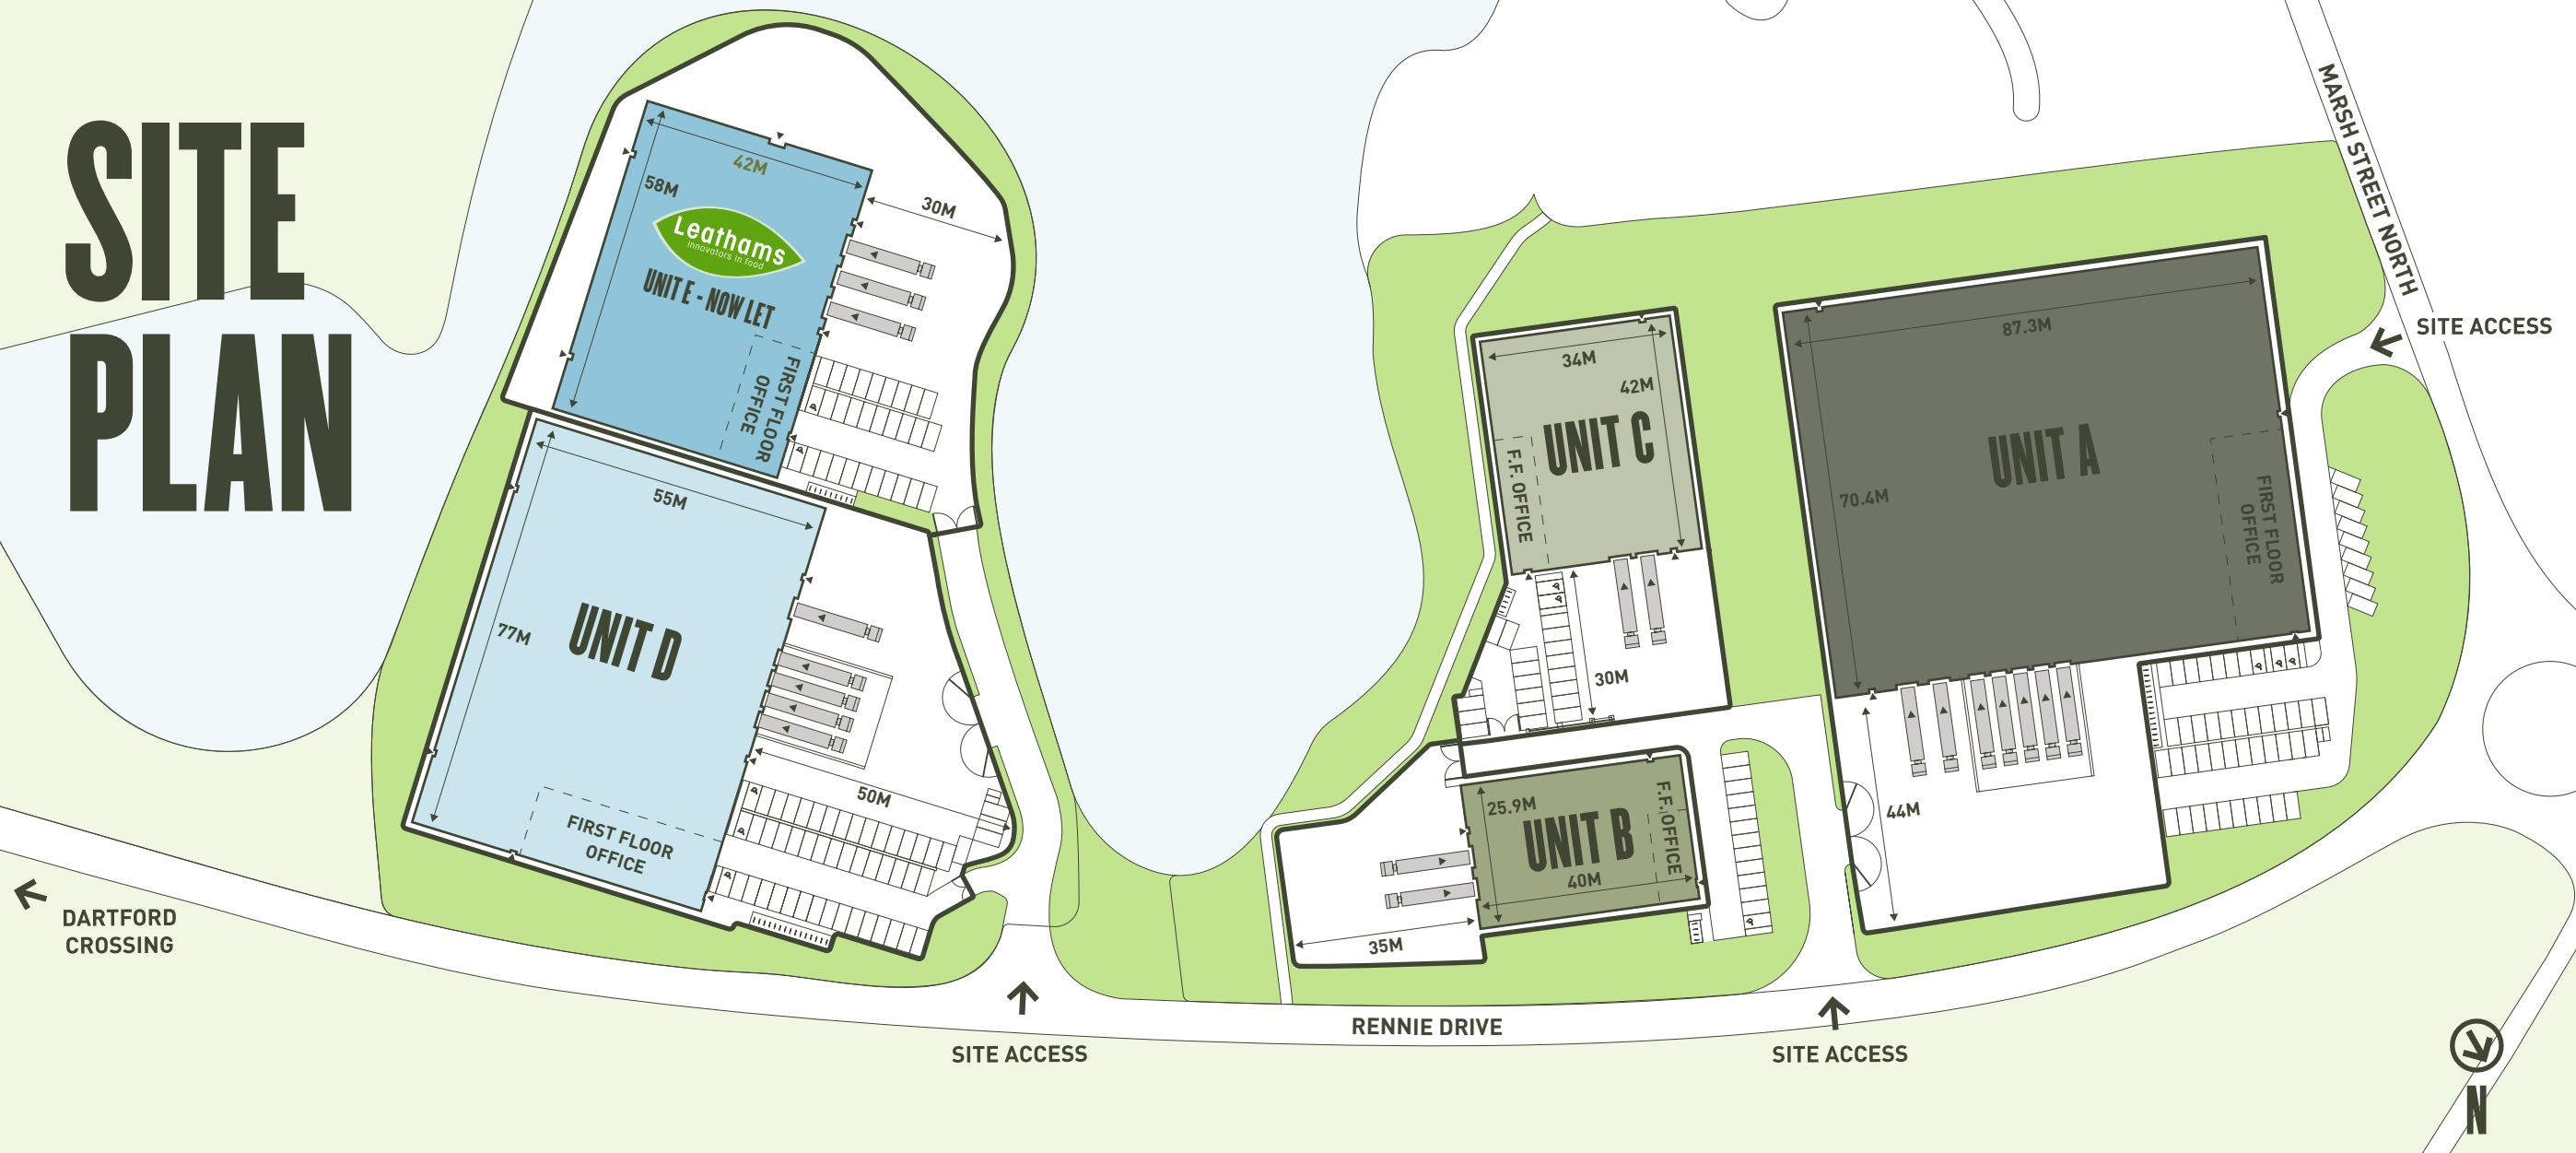 SITE
PLAN
42M
58M
30M
Leathams
innovators in food
UNIT E - NOW LET
FIRST FLOOR
OFFICE
55M
77M
UNIT D
50M
FIRST FLOOR
OFFICE
34M
42M
UNIT C
F.F. OFFICE
30M
25.9M
UNIT B
F.F. OFFICE
40M
35M
87.3M
UNIT A
70.4M
FIRST FLOOR
OFFICE
44M
MARSH STREET NORTH
SITE ACCESS
DARTFORD
CROSSING
RENNIE DRIVE
SITE ACCESS
SITE ACCESS
N